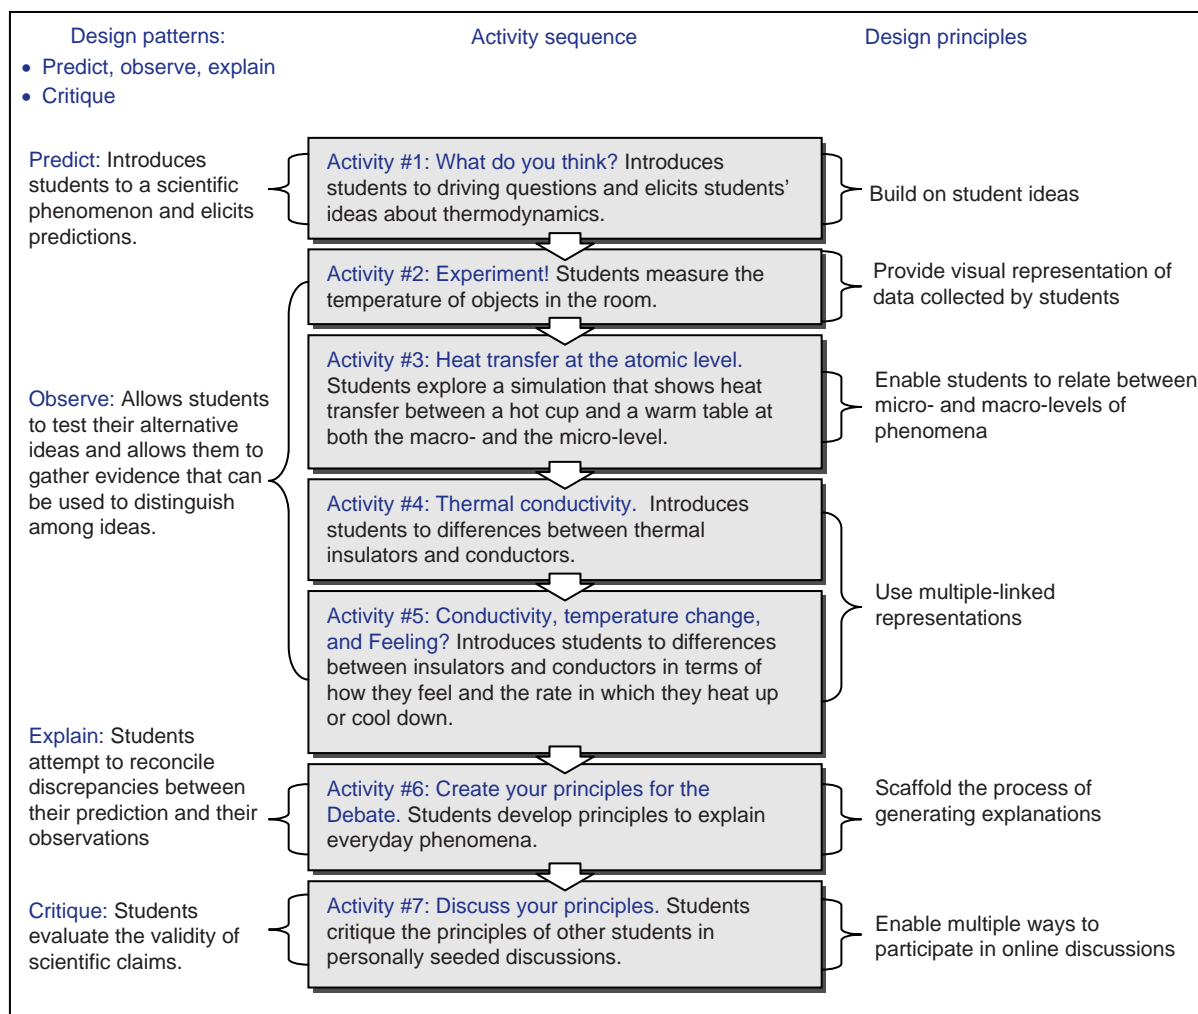 Design patterns:
• Predict, observe, explain
• Critique
Activity sequence
Design principles
Predict: Introduces
students to a scientific
phenomenon and elicits
predictions.
Activity #1: What do you think? Introduces
students to driving questions and elicits students’
ideas about thermodynamics.
Build on student ideas
Activity #2: Experiment! Students measure the
temperature of objects in the room.
Provide visual representation of
data collected by students
Observe: Allows students
to test their alternative
ideas and allows them to
gather evidence that can
be used to distinguish
among ideas.
Activity #3: Heat transfer at the atomic level.
Students explore a simulation that shows heat
transfer between a hot cup and a warm table at
both the macro- and the micro-level.
Enable students to relate between
micro- and macro-levels of
phenomena
Activity #4: Thermal conductivity.  Introduces
students to differences between thermal
insulators and conductors.
Activity #5: Conductivity, temperature change,
and Feeling? Introduces students to differences
between insulators and conductors in terms of
how they feel and the rate in which they heat up
or cool down.
Use multiple-linked
representations
Explain: Students
attempt to reconcile
discrepancies between
their prediction and their
observations
Activity #6: Create your principles for the
Debate. Students develop principles to explain
everyday phenomena.
Scaffold the process of
generating explanations
Critique: Students
evaluate the validity of
scientific claims.
Activity #7: Discuss your principles. Students
critique the principles of other students in
personally seeded discussions.
Enable multiple ways to
participate in online discussions